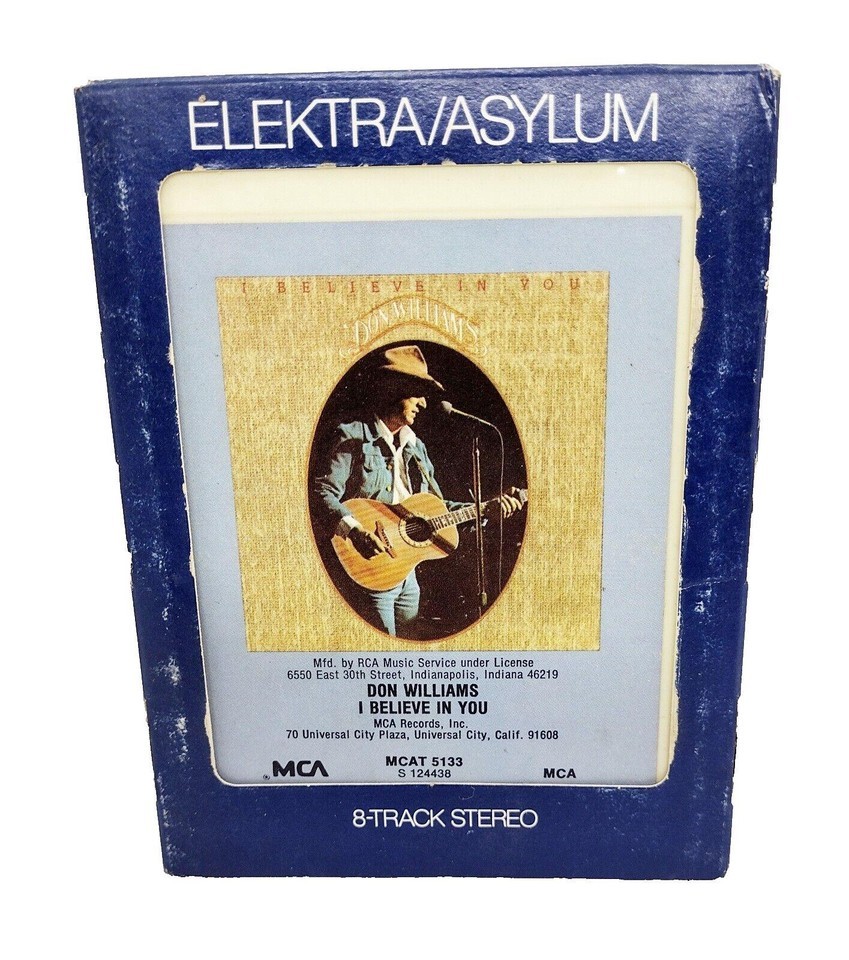 ELEKTRA/ASYLUM
I BELIEVE IN YOU
DON WILLIAMS
Mfd. by RCA Music Service under License
6550 East 30th Street, Indianapolis, Indiana 46219
DON WILLIAMS
I BELIEVE IN YOU
MCA Records, Inc.
70 Universal City Plaza, Universal City, Calif. 91608
MCAT 5133
® MCA S 124438 MCA
8-TRACK STEREO